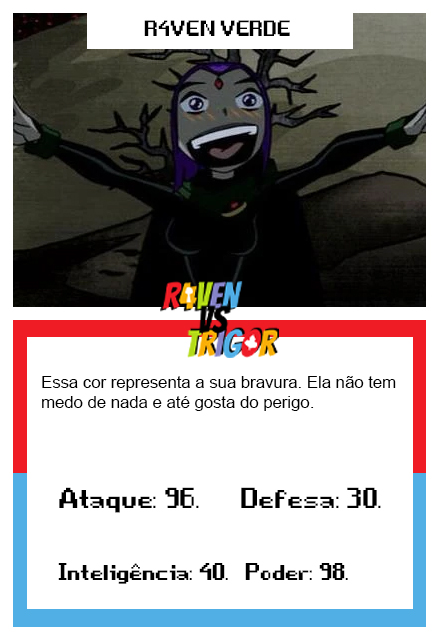 R4VEN VERDE
R4VEN
VS
TRIGOR
Essa cor representa a sua bravura. Ela não tem
medo de nada e até gosta do perigo.
Ataque: 96. Defesa: 30.
Inteligência: 40. Poder: 98.